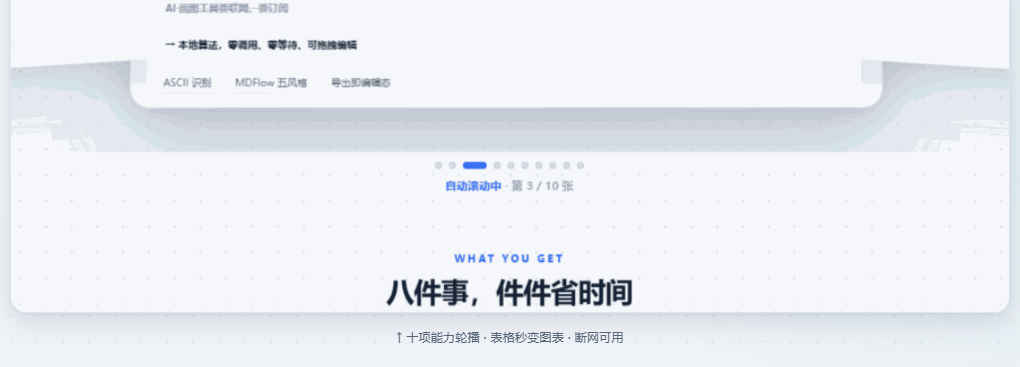 AI 画图工具要联网、要订阅
→ 本地算法，零调用、零等待、可拖拽编辑
ASCII 识别 MDFlow 五风格 导出即编辑态
自动滚动中 · 第 3 / 10 张
WHAT YOU GET
八件事，件件省时间
↑ 十项能力轮播 · 表格秒变图表 · 断网可用